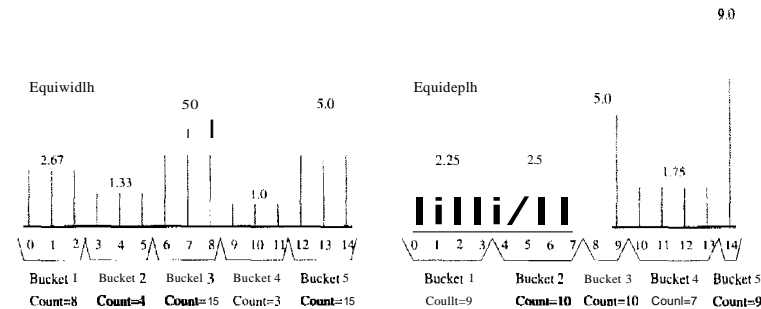 9.0
Equiwidlh
Equideplh
50
5.0
5.0
2.67
1.33
1.0
2.25
2.5
1.75
0 1 2 3 4 5 6 7 8 9 10 11 12 13 14
0 1 2 3 4 5 6 7 8 9 10 11 12 13 14
Bucket 1 Bucket 2 Buckel 3 Bucket 4 Bucket 5
Count=8 Count=4 Count=15 Count=3 Count=15
Bucket 1 Bucket 2 Bucket 3 Bucket 4 Bucket 5
Coullt=9 Count=10 Count=10 Count=7 Count=9